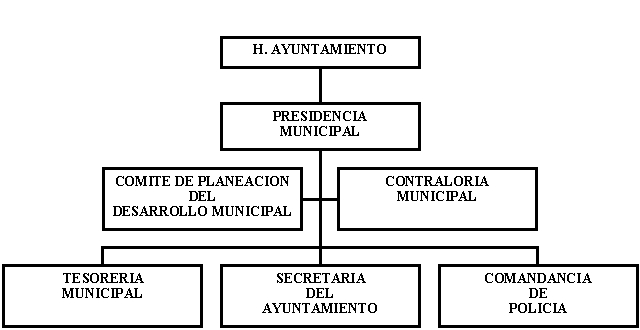 H. AYUNTAMIENTO
PRESIDENCIA
MUNICIPAL
COMITE DE PLANEACION
DEL
DESARROLLO MUNICIPAL
CONTRALORIA
MUNICIPAL
TESORERIA
MUNICIPAL
SECRETARIA
DEL
AYUNTAMIENTO
COMANDANCIA
DE
POLICIA